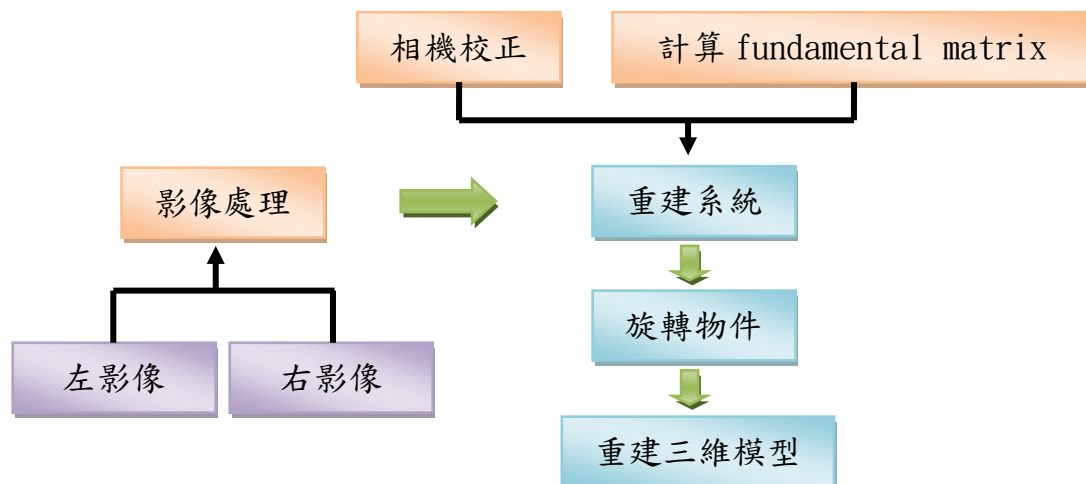 相機校正
計算 fundamental matrix
影像處理
重建系統
旋轉物件
左影像
右影像
重建三維模型